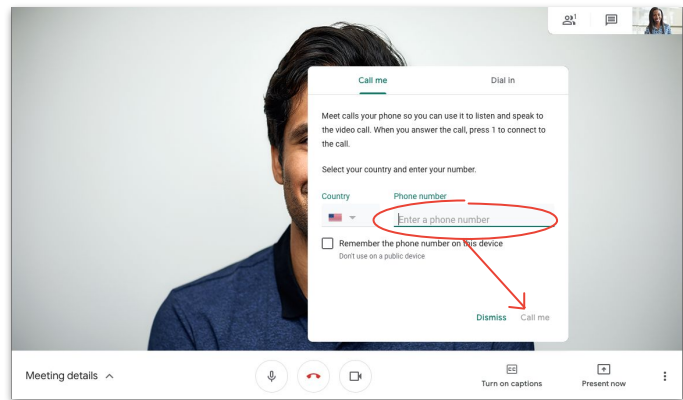 1
Call me
Dial in
Meet calls your phone so you can use it to listen and speak to
the video call. When you answer the call, press 1 to connect to
the call.
Select your country and enter your number.
Country
Phone number
Enter a phone number
Remember the phone number on this device
Don't use on a public device
Dismiss
Call me
Meeting details
CC
Turn on captions
Present now